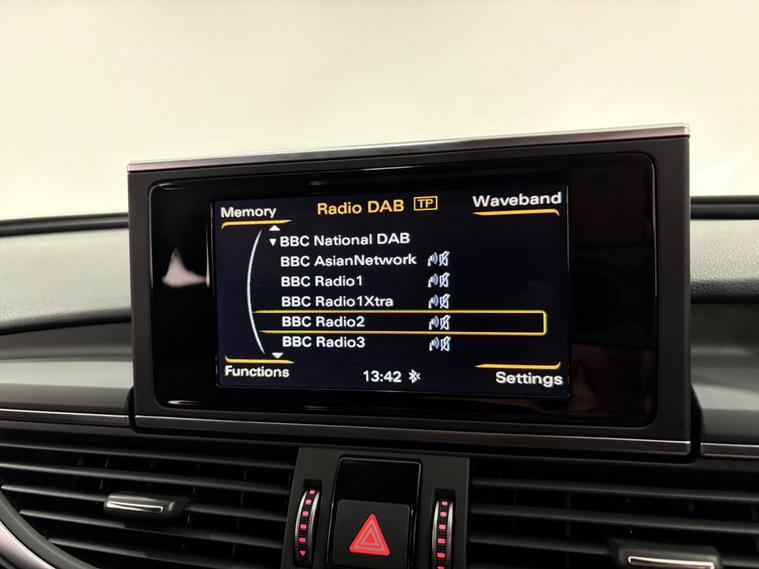 Memory
Radio DAB TP
Waveband
BBC National DAB
BBC AsianNetwork
BBC Radio1
BBC Radio1Xtra
BBC Radio2
BBC Radio3
Functions
13:42
Settings